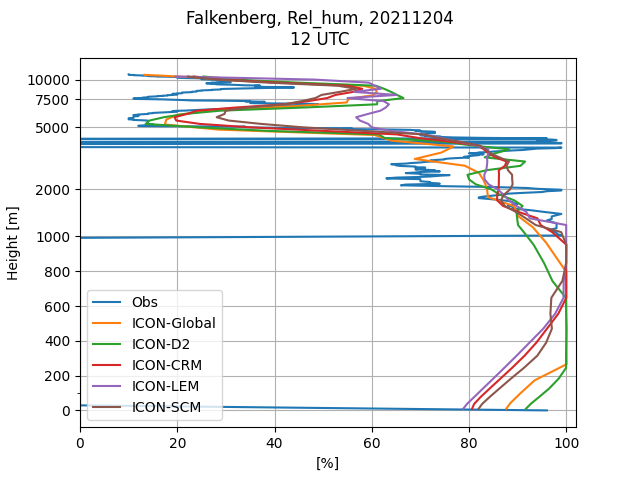 Falkenberg, Rel_hum, 20211204
12 UTC
10000
7500
5000
2000
1000
800
600
400
200
0
Height [m]
Obs
ICON-Global
ICON-D2
ICON-CRM
ICON-LEM
ICON-SCM
0 20 40 60 80 100
[%]